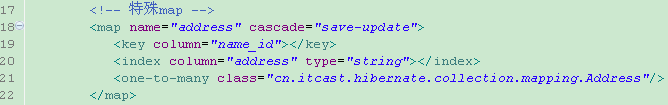 17 <!-- 特殊map -->
18 <map name="address" cascade="save-update">
19 <key column="name_id"></key>
20 <index column="address" type="string"></index>
21 <one-to-many class="cn.itcast.hibernate.collection.mapping.Address"/>
22 </map>